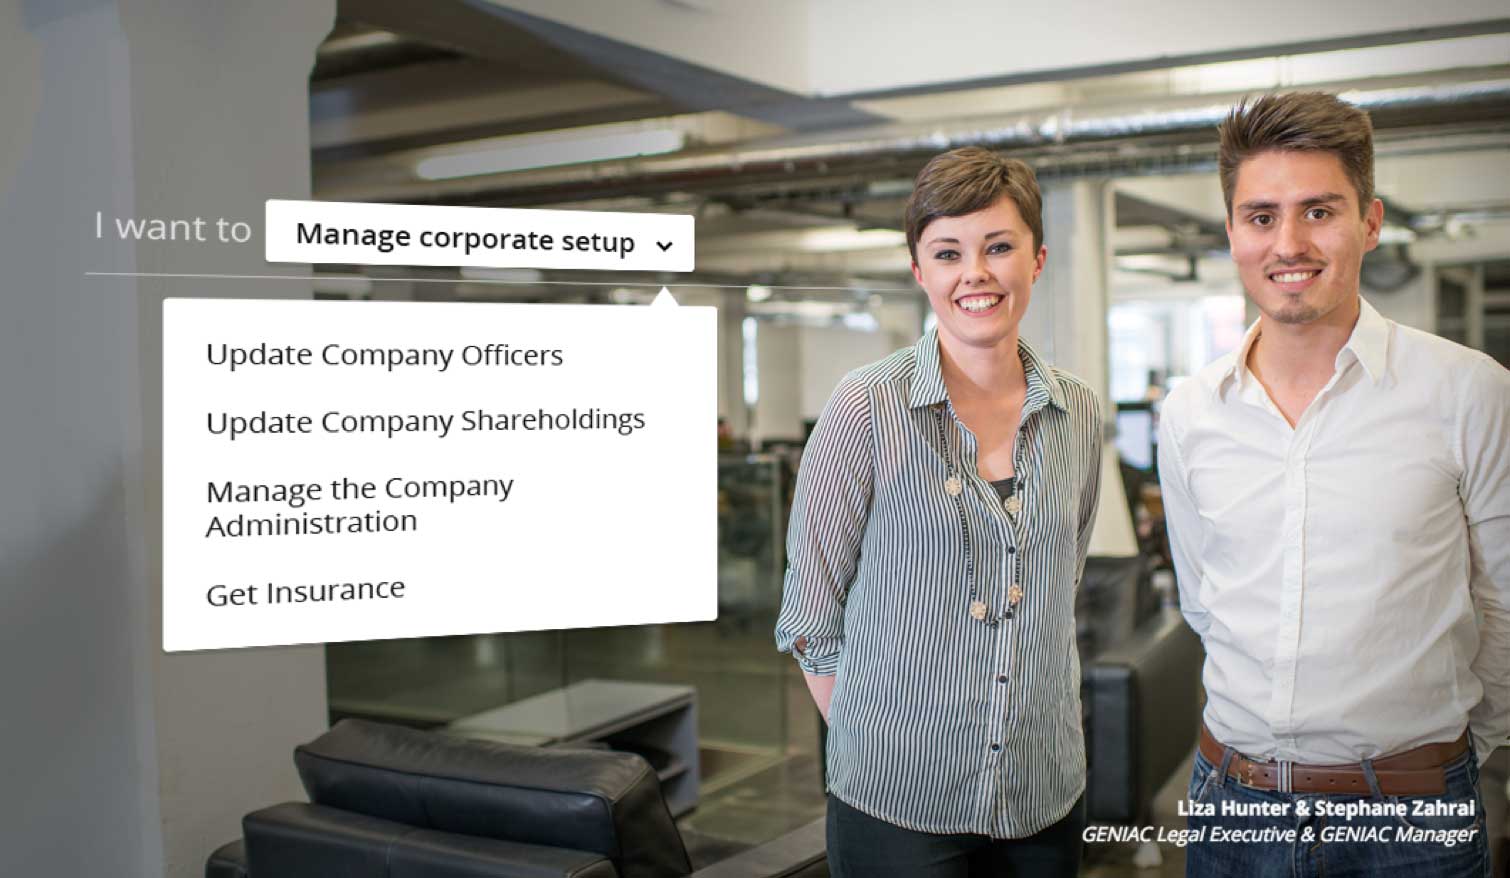 I want to Manage corporate setup
Update Company Officers
Update Company Shareholdings
Manage the Company
Administration
Get Insurance
Liza Hunter & Stephane Zahrai
GENIAC Legal Executive & GENIAC Manager